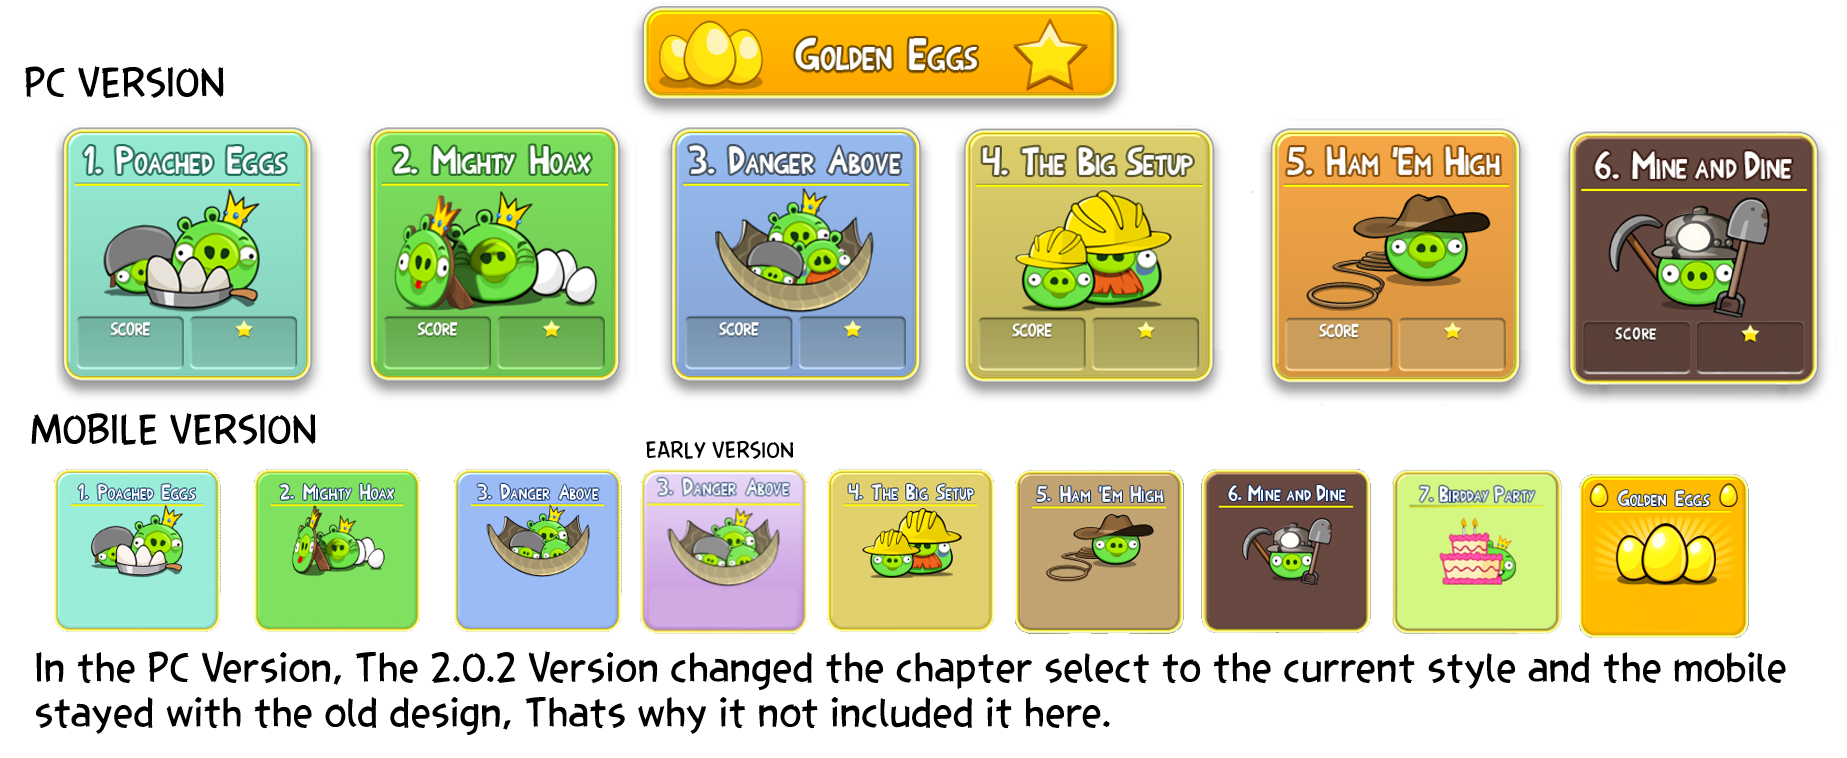 GOLDEN EGGS
PC VERSION
1. POACHED EGGS
2. MIGHTY HOAX
3. DANGER ABOVE
4. THE BIG SETUP
5. HAM 'EM HIGH
6. MINE AND DINE
SCORE
SCORE
SCORE
SCORE
SCORE
SCORE
MOBILE VERSION
EARLY VERSION
1. POACHED EGGS
2. MIGHTY HOAX
3. DANGER ABOVE
3. DANGER ABOVE
4. THE BIG SETUP
5. HAM 'EM HIGH
6. MINE AND DINE
7. BIRDDAY PARTY
GOLDEN EGGS
In the PC Version, The 2.0.2 Version changed the chapter select to the current style and the mobile
stayed with the old design, Thats why it not included it here.